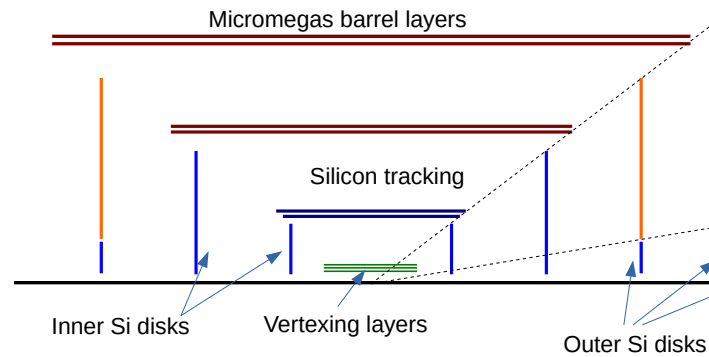 Micromegas barrel layers
Silicon tracking
Inner Si disks
Vertexing layers
Outer Si disks